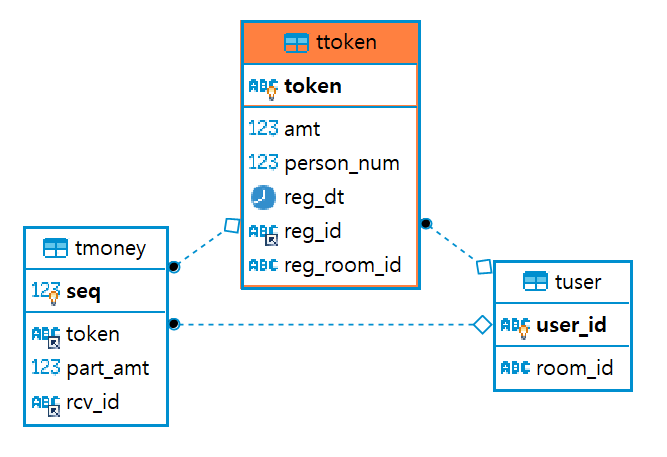 ttoken
ABC token
123 amt
123 person_num
reg_dt
ABC reg_id
ABC reg_room_id
tmoney
123 seq
ABC token
123 part_amt
ABC rcv_id
tuser
ABC user_id
ABC room_id